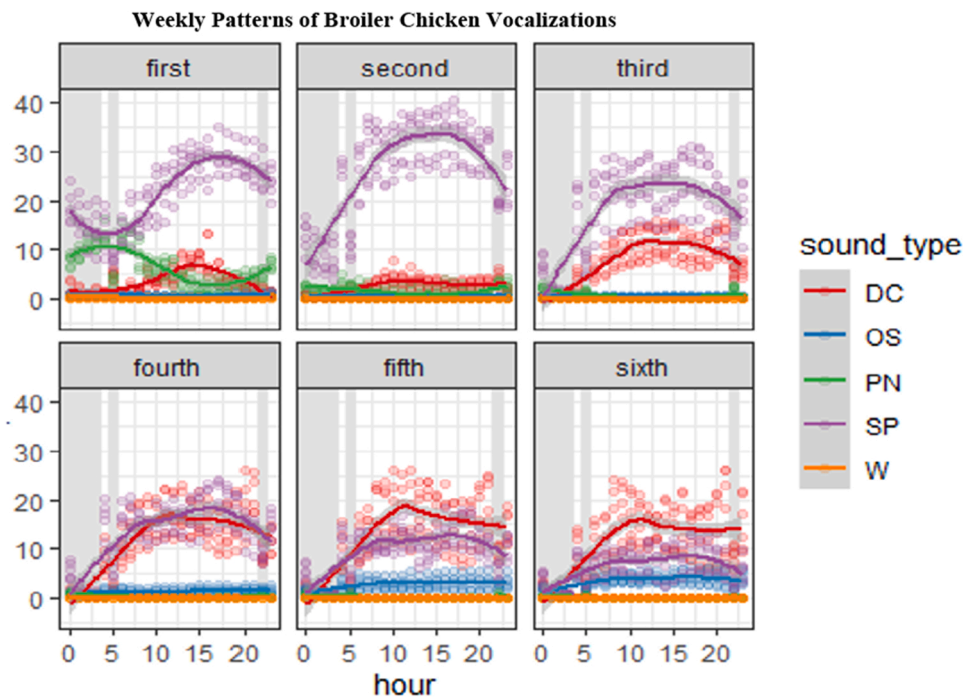 Weekly Patterns of Broiler Chicken Vocalizations
first second third
40
30
20
10
0
fourth fifth sixth
40
30
20
10
0
0 5 10 15 20 0 5 10 15 20 0 5 10 15 20
hour
sound_type
DC
OS
PN
SP
W